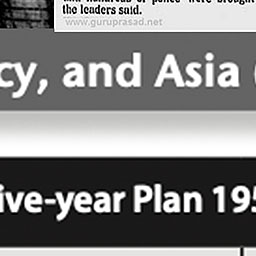 and hundreds of police were brought
the leaders said.
www.guruprasad.net
cy, and Asia (
ive-year Plan 195